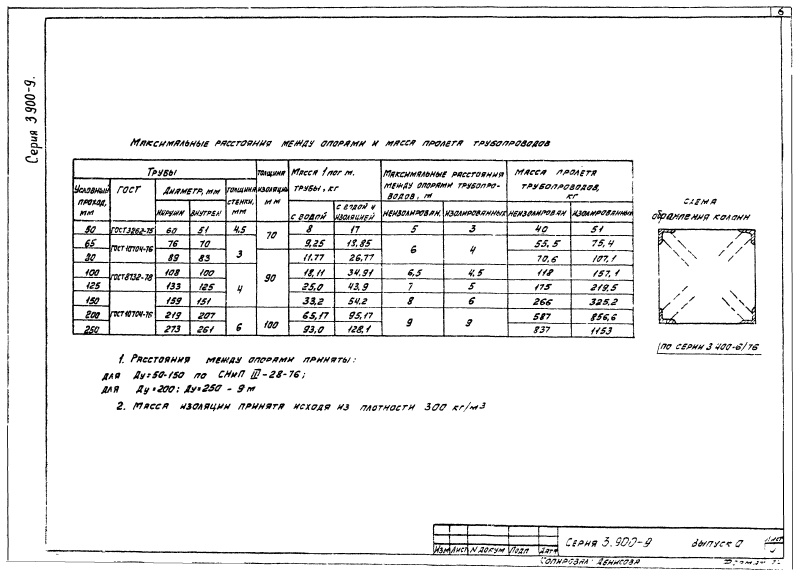 6
Серия 3.900-9.
Максимальные расстояния между опорами и масса пролета трубопроводов
Трубы | Толщина изоляции мм | Масса 1 пог м. трубы, кг | Максимальные расстояния между опорами трубопроводов, м | Масса пролета трубопроводов, кг
Условный проход, мм | ГОСТ | Диаметр, мм | Толщина стенки, мм
наружн | внутрен | с водой | с водой и изоляцией | неизолирован. | изолированных | неизолирован | изолированных
50 | ГОСТ3262-75 | 60 | 51 | 4,5 | 70 | 8 | 17 | 5 | 3 | 40 | 51
65 | ГОСТ10704-76 | 76 | 70 | 3 | 9,25 | 18,85 | 6 | 4 | 55,5 | 75,4
80 | 89 | 83 | 11,77 | 26,77 | 70,6 | 107,1
100 | ГОСТ8732-78 | 108 | 100 | 4 | 90 | 18,11 | 34,91 | 6,5 | 4,5 | 118 | 157,1
125 | 133 | 125 | 25,0 | 43,9 | 7 | 5 | 175 | 219,5
150 | ГОСТ10704-76 | 159 | 151 | 33,2 | 54,2 | 8 | 6 | 266 | 325,2
200 | 219 | 207 | 6 | 100 | 65,17 | 95,17 | 9 | 9 | 587 | 856,6
250 | 273 | 261 | 93,0 | 128,1 | 837 | 1153
Схема
обрамления колонн
по серии 3.400-6/76
1. Расстояния между опорами приняты:
для Ду=50-150 по СНиП III-28-76;
для Ду=200; Ду=250 - 9 м
2. Масса изоляции принята исходя из плотности 300 кг/м3
Изм Лист N докум Подп Дата
Серия 3.900-9 Выпуск 0
Лист
Копировал Денисова
Формат